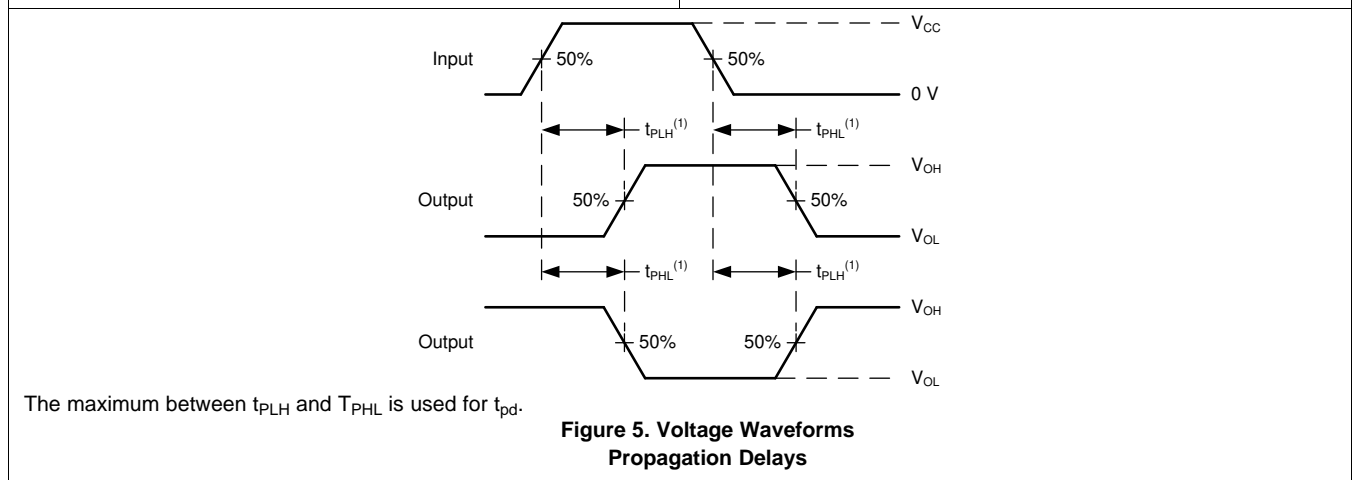 V_CC
Input 50% 50%
0 V
t_PLH^(1) t_PHL^(1)
V_OH
Output 50% 50%
V_OL
t_PHL^(1) t_PLH^(1)
V_OH
Output 50% 50%
V_OL
The maximum between t_PLH and T_PHL is used for t_pd.
Figure 5. Voltage Waveforms
Propagation Delays